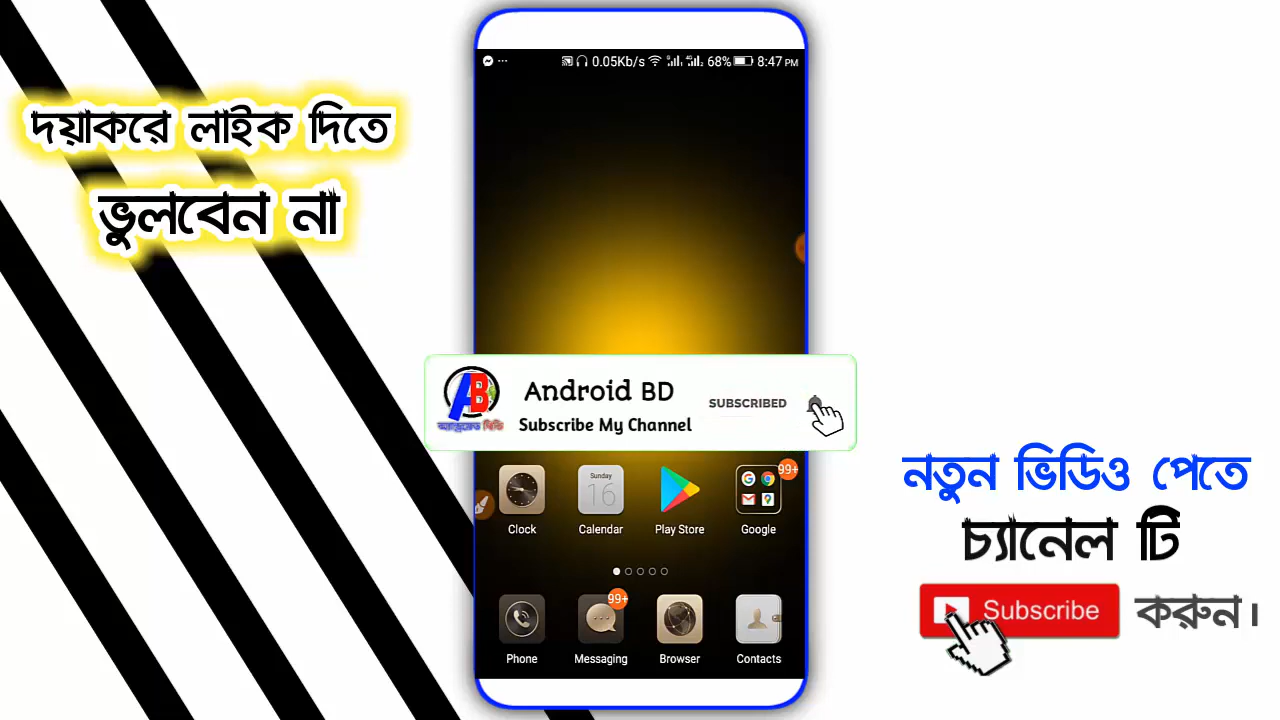 দয়াকরে লাইক দিতে
ভুলবেন না
0.05Kb/s 68% 8:47 PM
Android BD
Subscribe My Channel
SUBSCRIBED
অ্যান্ড্রয়েড বিডি
Sunday
16
99+
Clock Calendar Play Store Google
99+
Phone Messaging Browser Contacts
নতুন ভিডিও পেতে
চ্যানেল টি
Subscribe করুন।